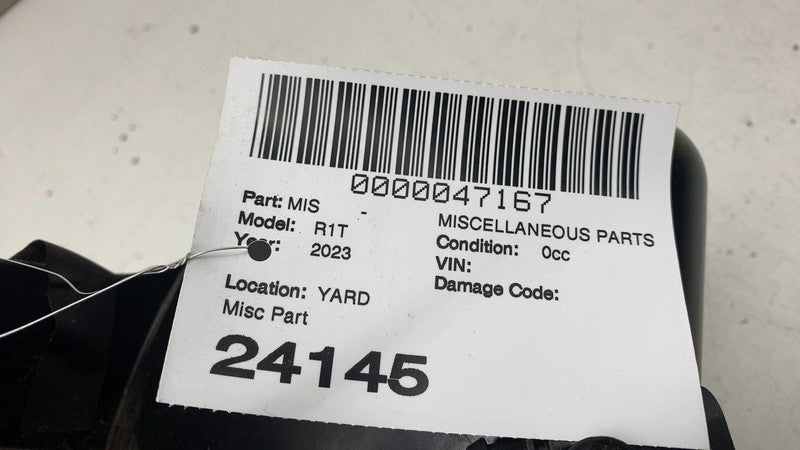 0000047167
Part: MIS -
MISCELLANEOUS PARTS
Model: R1T
Condition: 0cc
Year: 2023
VIN:
Damage Code:
Location: YARD
Misc Part
24145